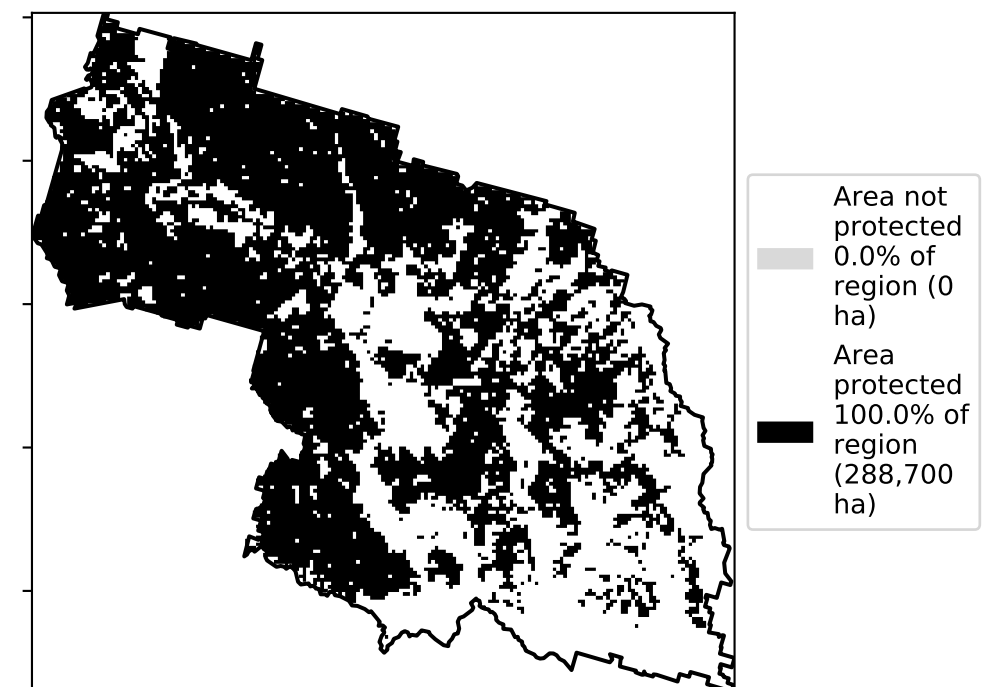 Area not
protected
0.0% of
region (0
ha)
Area
protected
100.0% of
region
(288,700
ha)